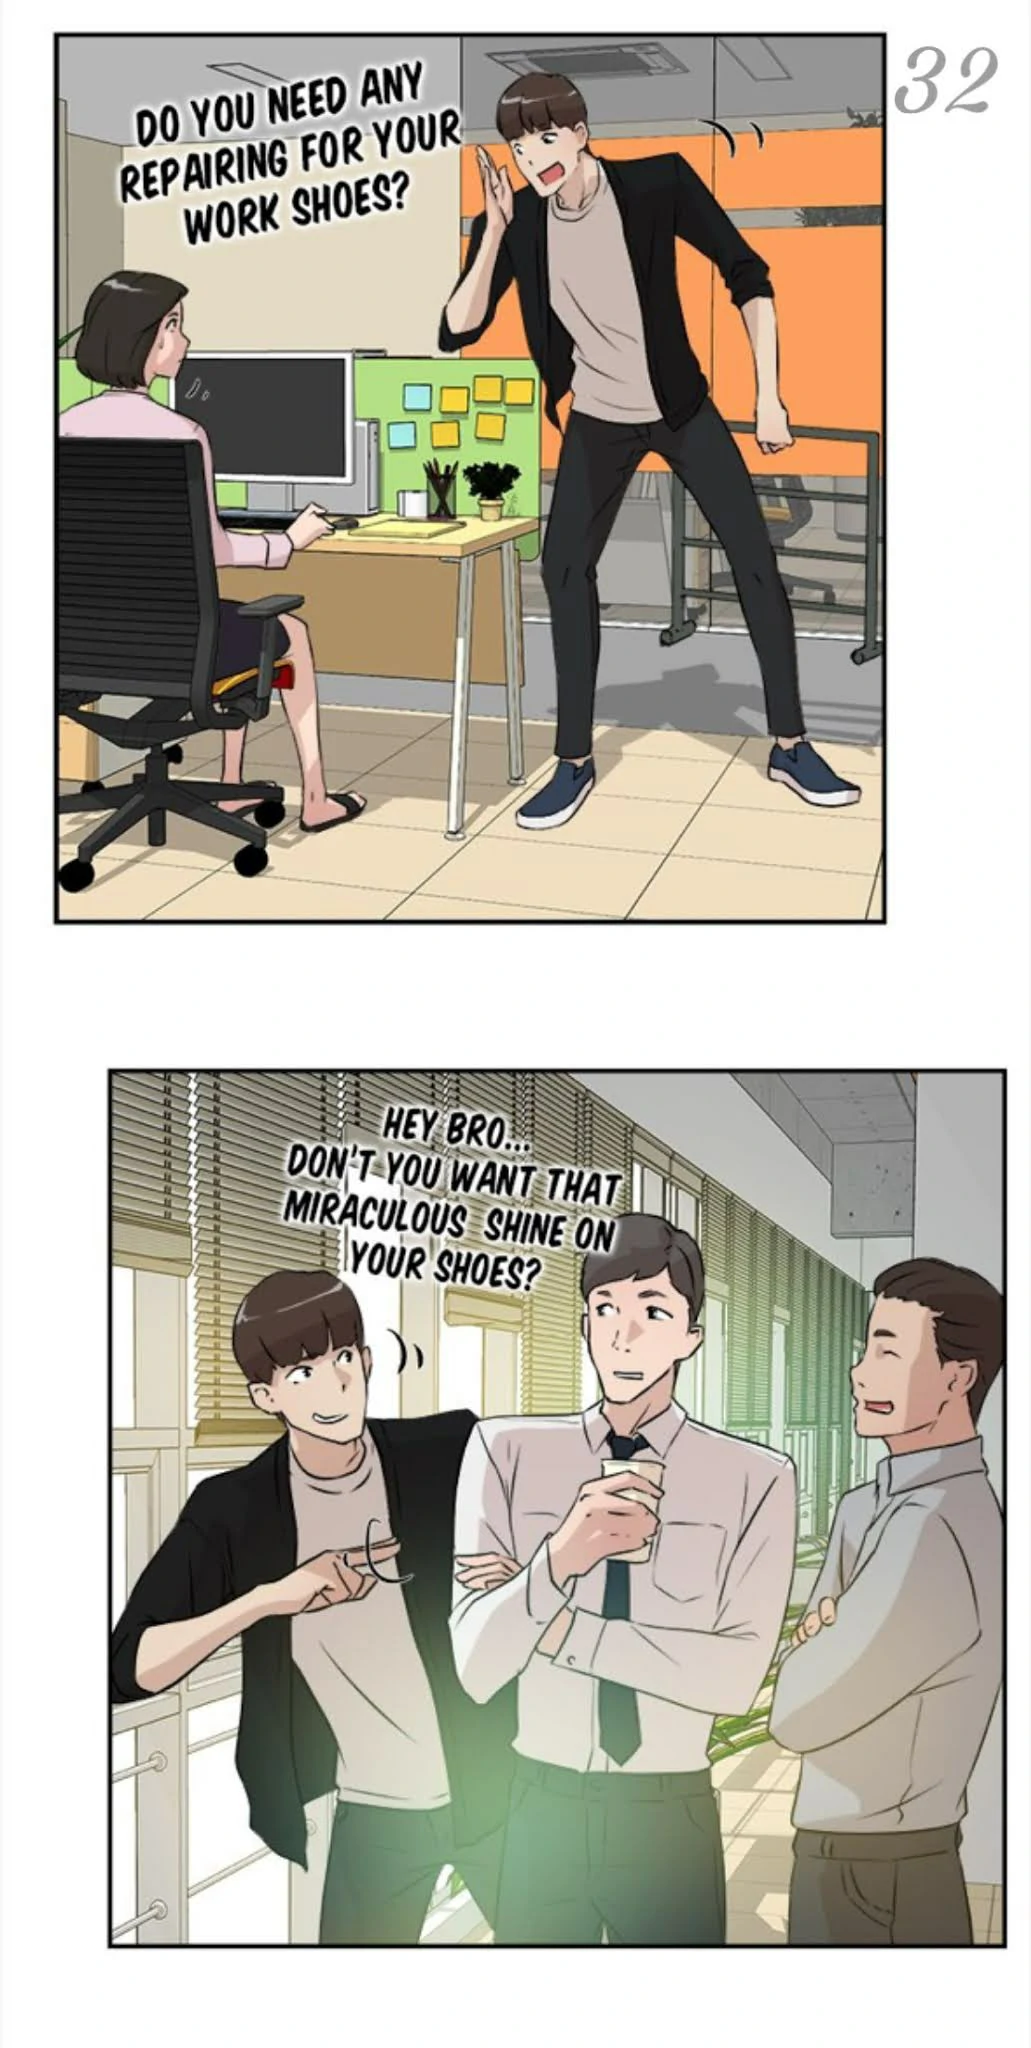 32
DO YOU NEED ANY
REPAIRING FOR YOUR
WORK SHOES?
HEY BRO...
DON'T YOU WANT THAT
MIRACULOUS SHINE ON
YOUR SHOES?